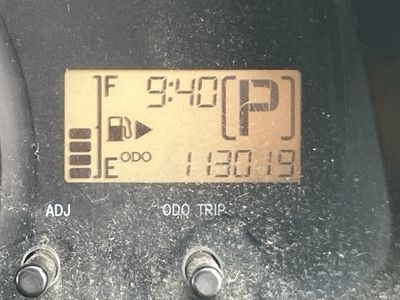 F 9:40 P
ODO
E 113019
ADJ ODO TRIP